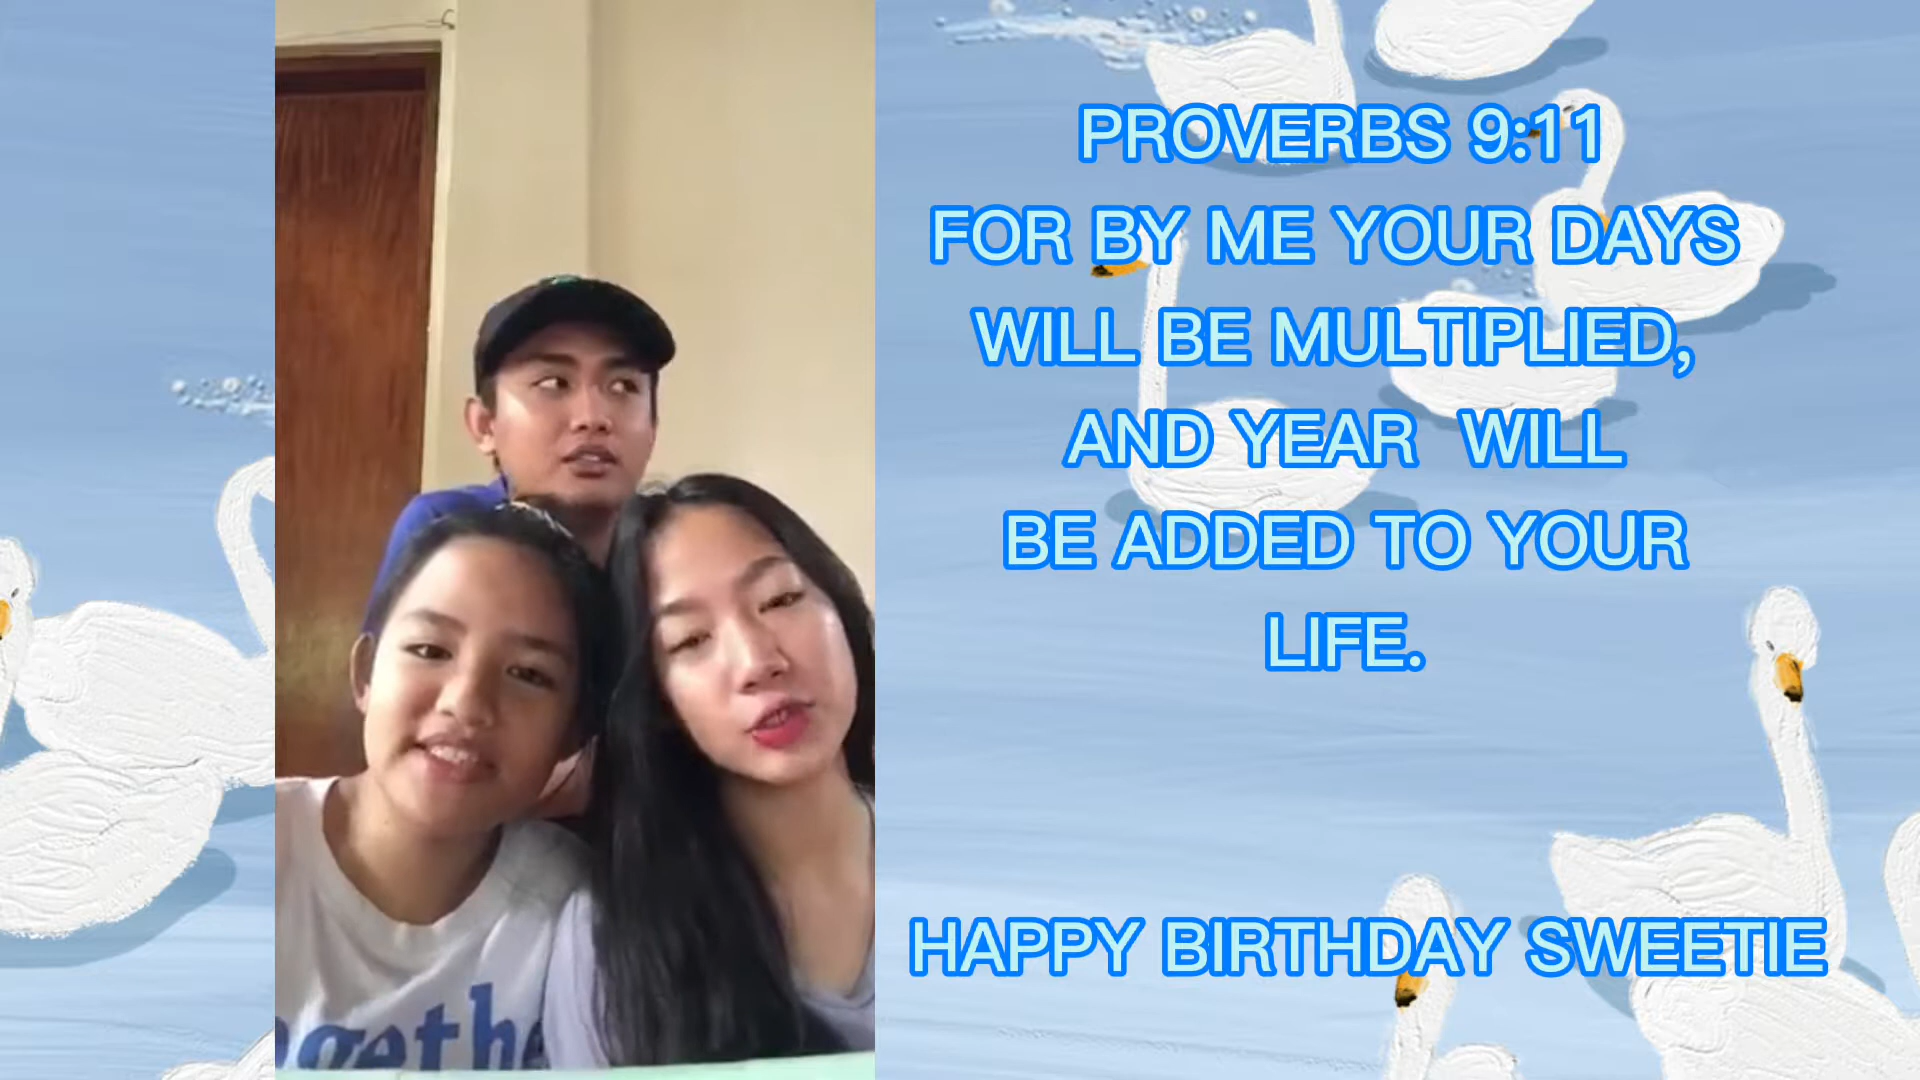 PROVERBS 9:11
FOR BY ME YOUR DAYS
WILL BE MULTIPLIED,
AND YEAR  WILL
BE ADDED TO YOUR
LIFE.
HAPPY BIRTHDAY SWEETIE